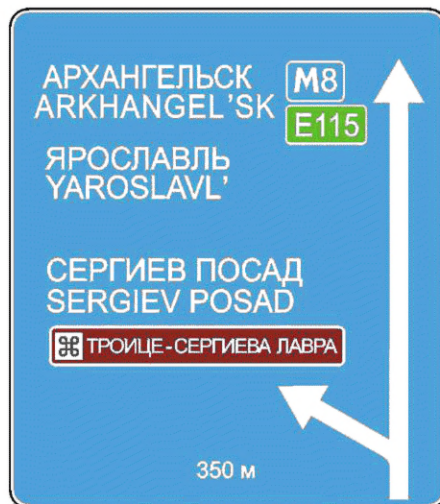 АРХАНГЕЛЬСК M8
ARKHANGEL'SK E115
ЯРОСЛАВЛЬ
YAROSLAVL'
СЕРГИЕВ ПОСАД
SERGIEV POSAD
⌘ ТРОИЦЕ-СЕРГИЕВА ЛАВРА
350 м